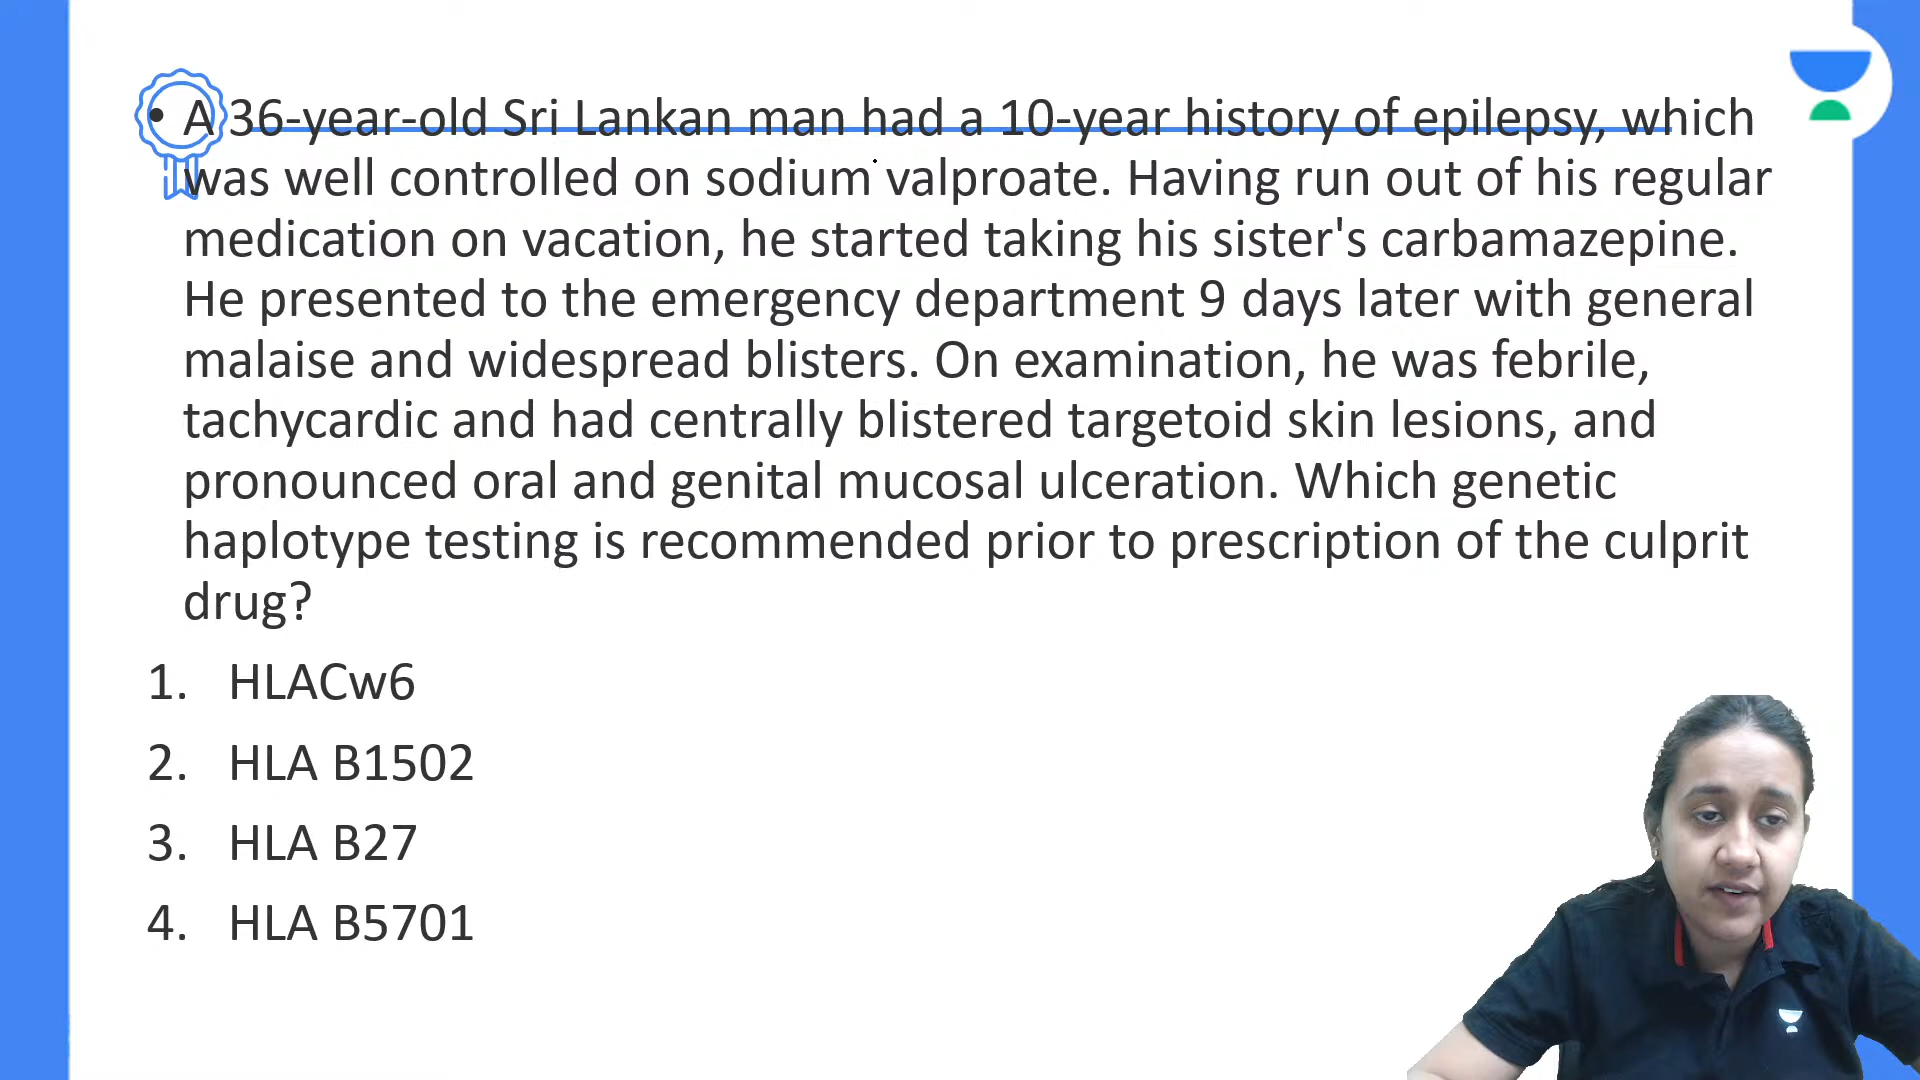 • A 36-year-old Sri Lankan man had a 10-year history of epilepsy, which
was well controlled on sodium valproate. Having run out of his regular
medication on vacation, he started taking his sister's carbamazepine.
He presented to the emergency department 9 days later with general
malaise and widespread blisters. On examination, he was febrile,
tachycardic and had centrally blistered targetoid skin lesions, and
pronounced oral and genital mucosal ulceration. Which genetic
haplotype testing is recommended prior to prescription of the culprit
drug?
1. HLACw6
2. HLA B1502
3. HLA B27
4. HLA B5701